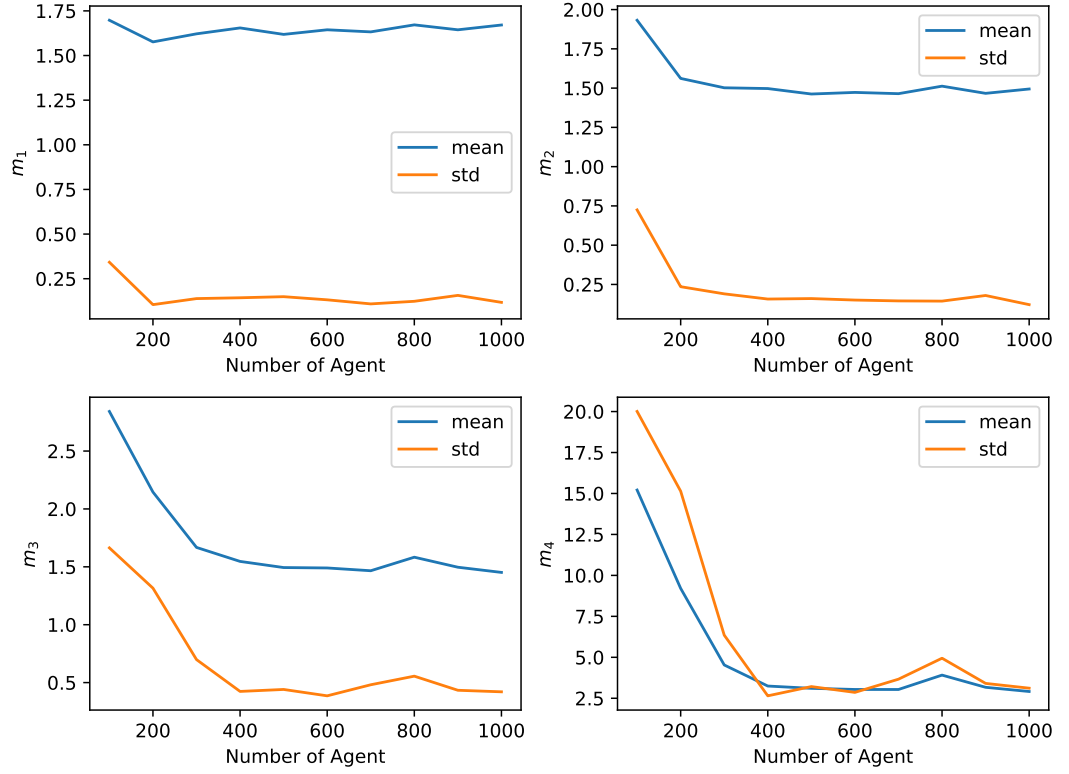 1.75
1.50
1.25
1.00
0.75
0.50
0.25
m₁
mean
std
200 400 600 800 1000
Number of Agent
2.00
1.75
1.50
1.25
1.00
0.75
0.50
0.25
m₂
mean
std
200 400 600 800 1000
Number of Agent
2.5
2.0
1.5
1.0
0.5
m₃
mean
std
200 400 600 800 1000
Number of Agent
20.0
17.5
15.0
12.5
10.0
7.5
5.0
2.5
m₄
mean
std
200 400 600 800 1000
Number of Agent